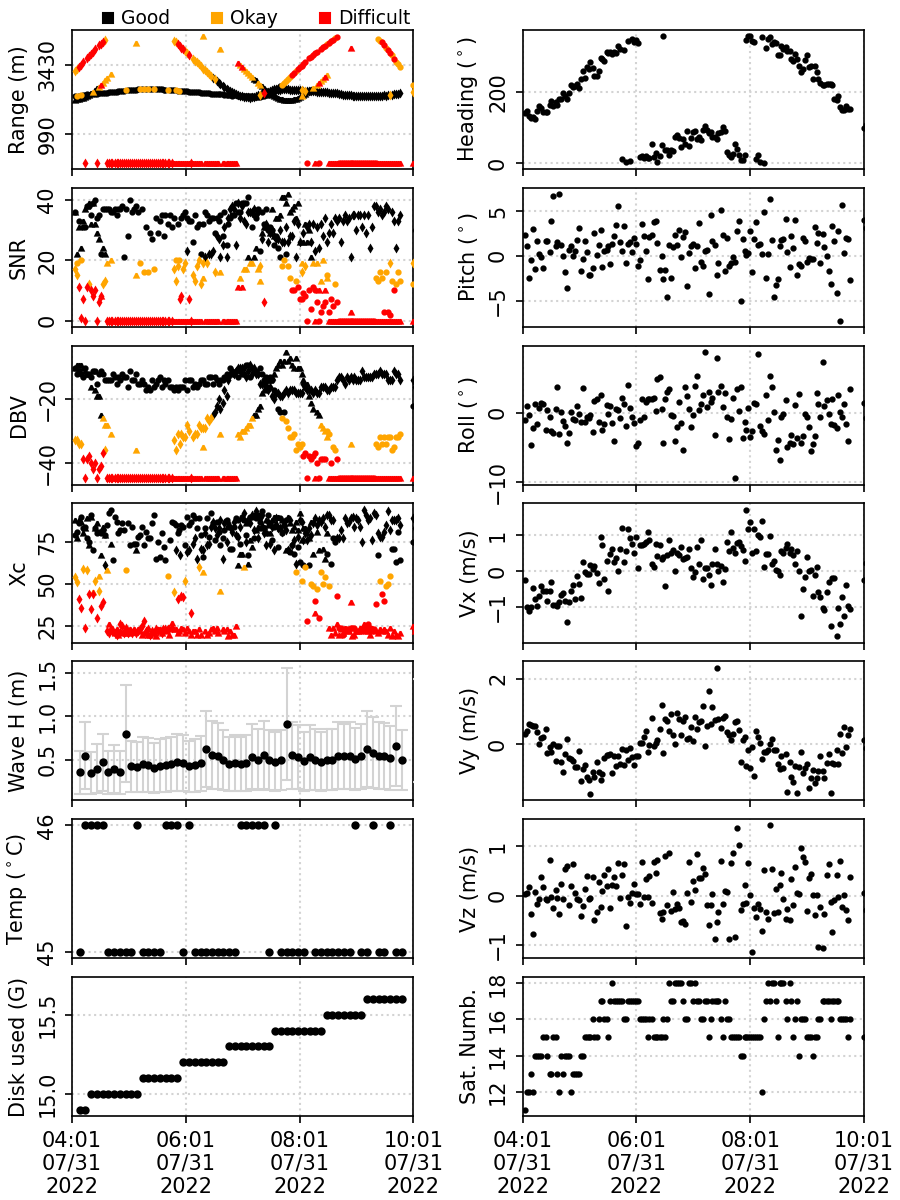 Good Okay Difficult
Range (m)
3430
990
Heading (°)
200
0
SNR
40
20
0
Pitch (°)
5
0
−5
DBV
−20
−40
Roll (°)
0
−10
Xc
75
50
25
Vx (m/s)
1
0
−1
Wave H (m)
1.5
1.0
0.5
Vy (m/s)
2
0
Temp (°C)
46
45
Vz (m/s)
1
0
−1
Disk used (G)
15.5
15.0
Sat. Numb.
18
16
14
12
04:01 06:01 08:01 10:01
07/31 07/31 07/31 07/31
2022 2022 2022 2022
04:01 06:01 08:01 10:01
07/31 07/31 07/31 07/31
2022 2022 2022 2022